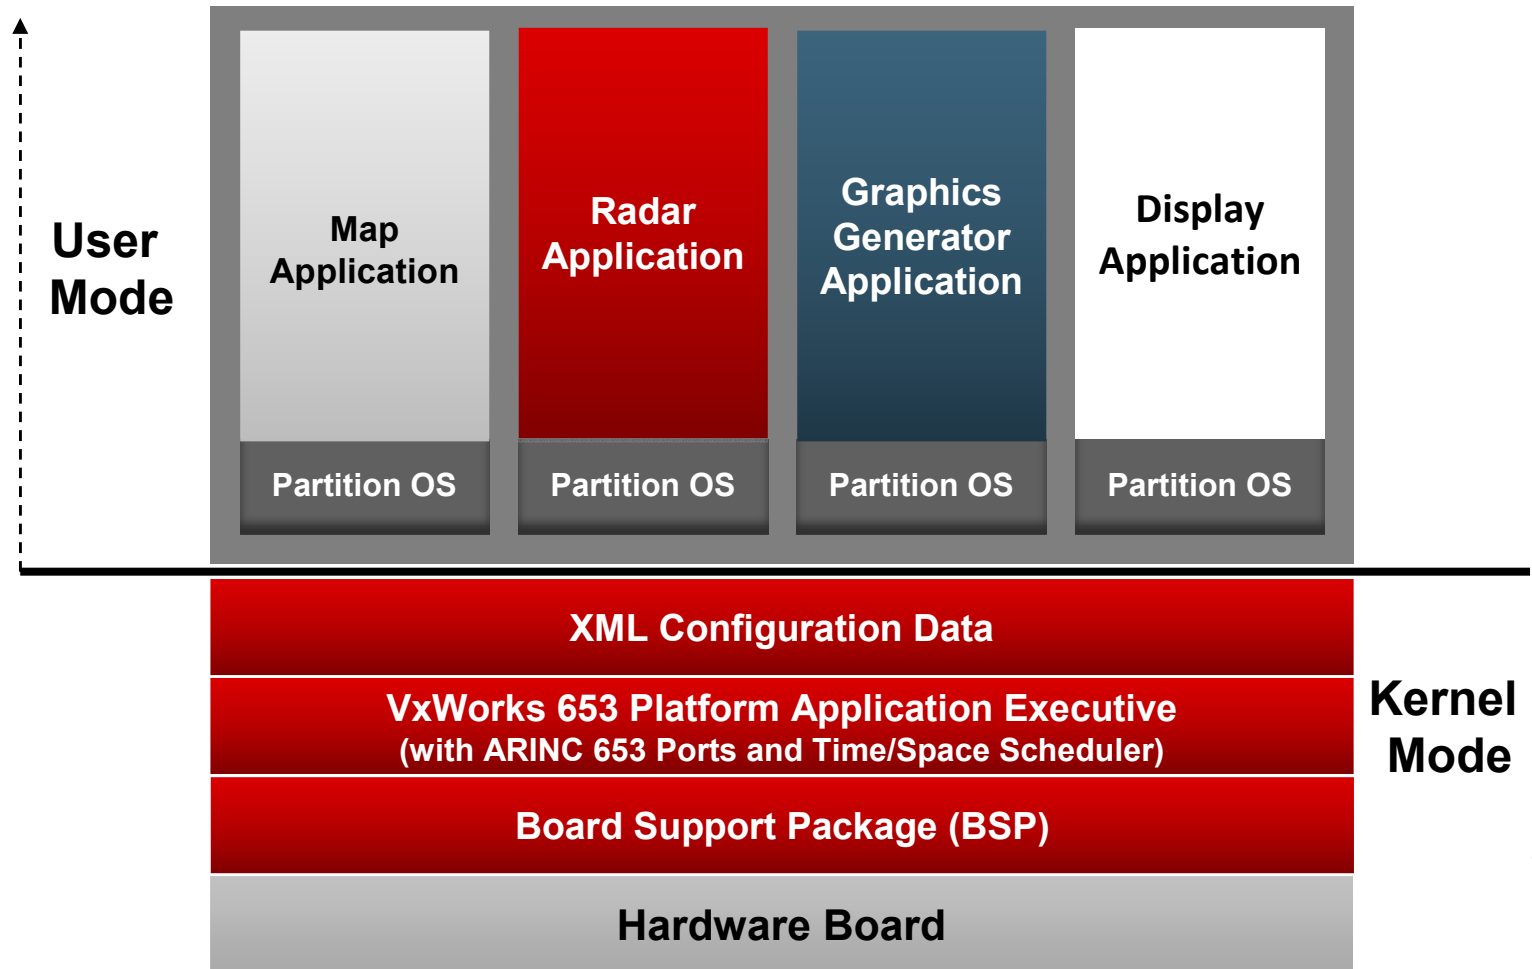 User
Mode
Map
Application
Radar
Application
Graphics
Generator
Application
Display
Application
Partition OS
Partition OS
Partition OS
Partition OS
XML Configuration Data
VxWorks 653 Platform Application Executive
(with ARINC 653 Ports and Time/Space Scheduler)
Board Support Package (BSP)
Hardware Board
Kernel
Mode